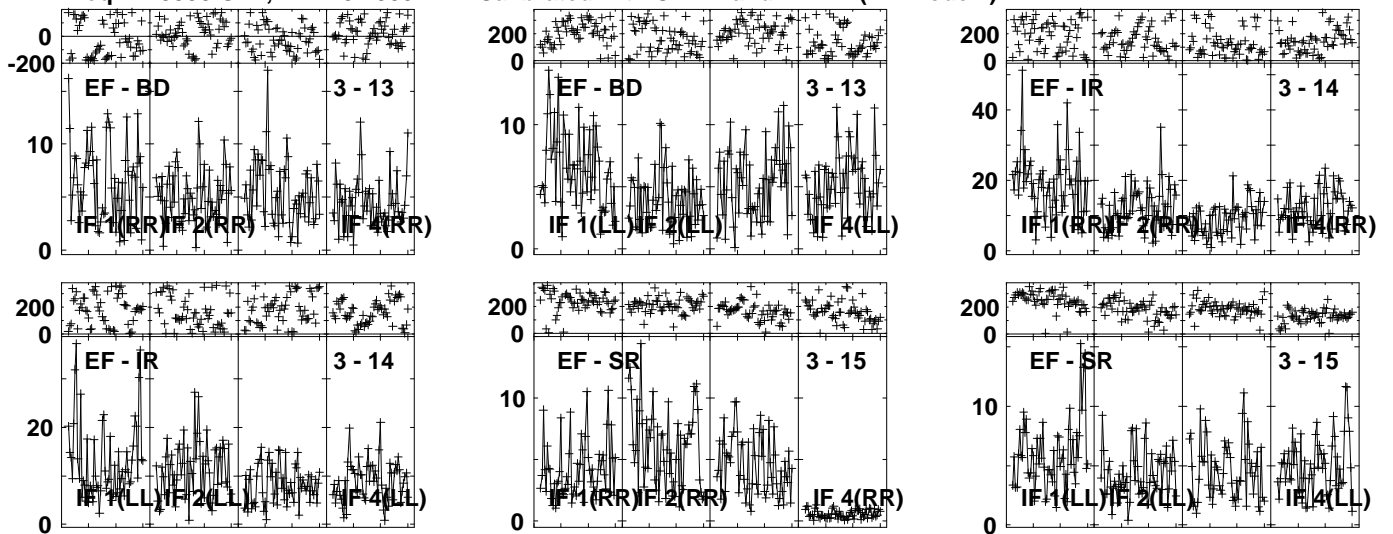 0
-200
EF - BD
3 - 13
10
0
IF 1(RR)
IF 2(RR)
IF 4(RR)
200
0
EF - BD
3 - 13
10
0
IF 1(LL)
IF 2(LL)
IF 4(LL)
200
0
EF - IR
3 - 14
40
20
0
IF 1(RR)
IF 2(RR)
IF 4(RR)
200
0
EF - IR
3 - 14
20
0
IF 1(LL)
IF 2(LL)
IF 4(LL)
200
0
EF - SR
3 - 15
10
0
IF 1(RR)
IF 2(RR)
IF 4(RR)
200
0
EF - SR
3 - 15
10
0
IF 1(LL)
IF 2(LL)
IF 4(LL)